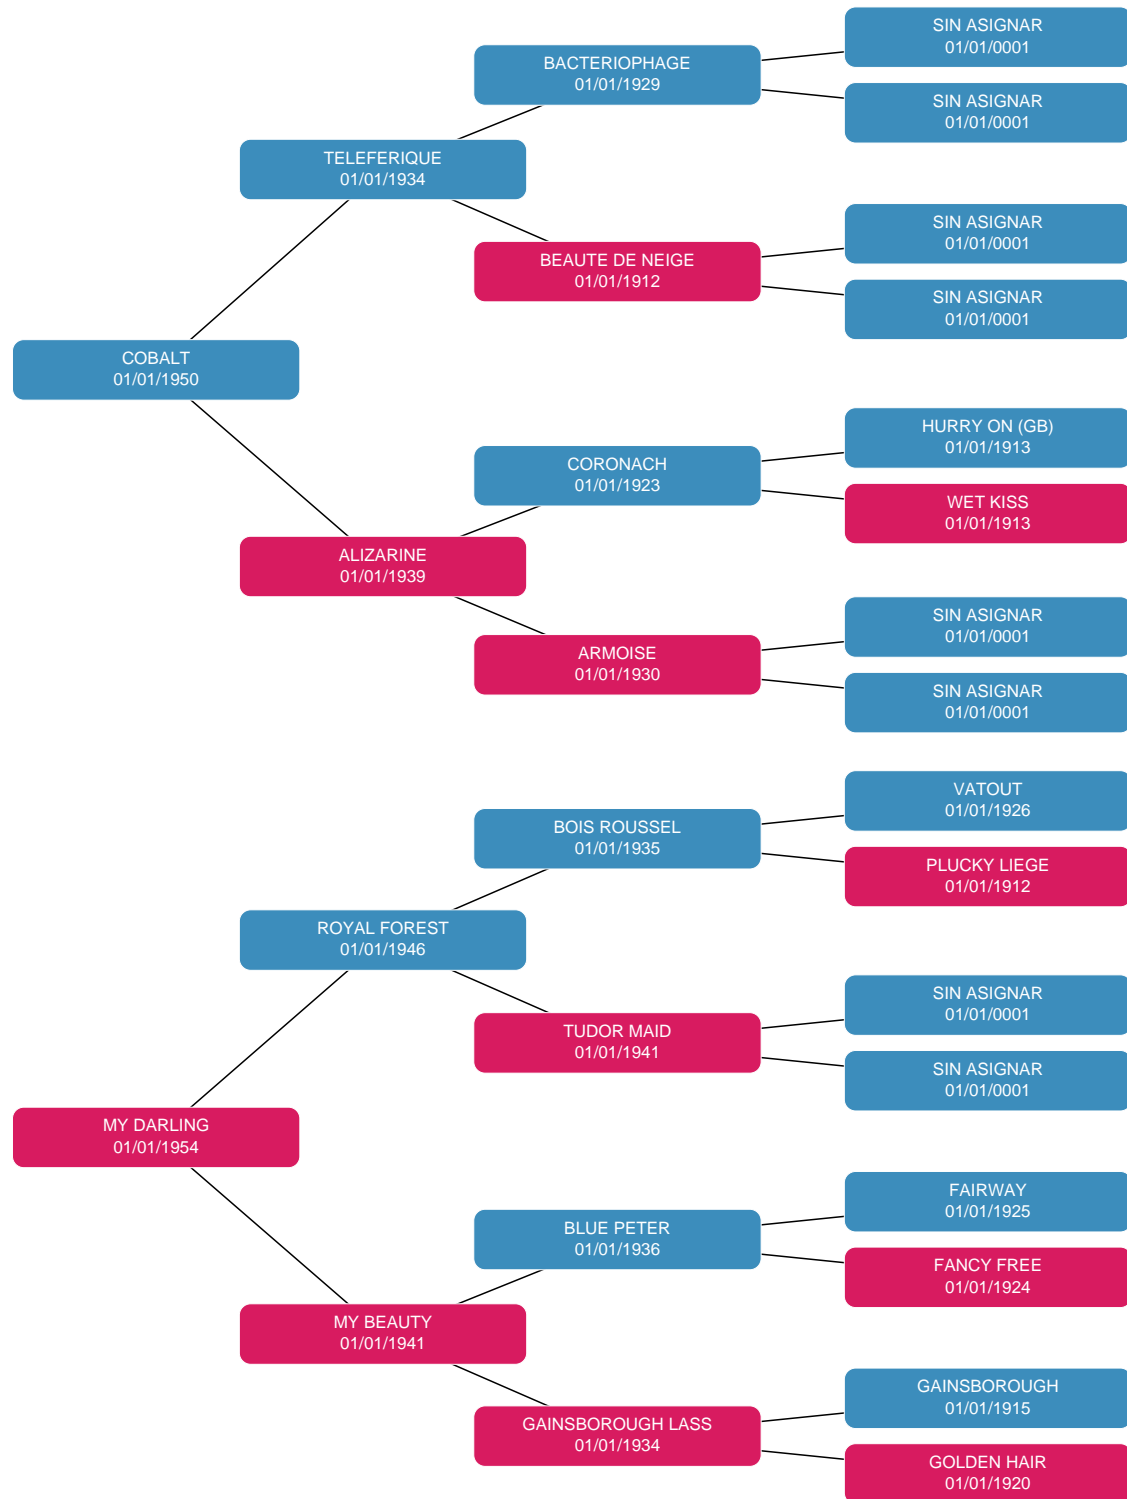 SIN ASIGNAR
01/01/0001
BACTERIOPHAGE
01/01/1929
SIN ASIGNAR
01/01/0001
TELEFERIQUE
01/01/1934
SIN ASIGNAR
01/01/0001
BEAUTE DE NEIGE
01/01/1912
SIN ASIGNAR
01/01/0001
COBALT
01/01/1950
HURRY ON (GB)
01/01/1913
CORONACH
01/01/1923
WET KISS
01/01/1913
ALIZARINE
01/01/1939
SIN ASIGNAR
01/01/0001
ARMOISE
01/01/1930
SIN ASIGNAR
01/01/0001
VATOUT
01/01/1926
BOIS ROUSSEL
01/01/1935
PLUCKY LIEGE
01/01/1912
ROYAL FOREST
01/01/1946
SIN ASIGNAR
01/01/0001
TUDOR MAID
01/01/1941
SIN ASIGNAR
01/01/0001
MY DARLING
01/01/1954
FAIRWAY
01/01/1925
BLUE PETER
01/01/1936
FANCY FREE
01/01/1924
MY BEAUTY
01/01/1941
GAINSBOROUGH
01/01/1915
GAINSBOROUGH LASS
01/01/1934
GOLDEN HAIR
01/01/1920